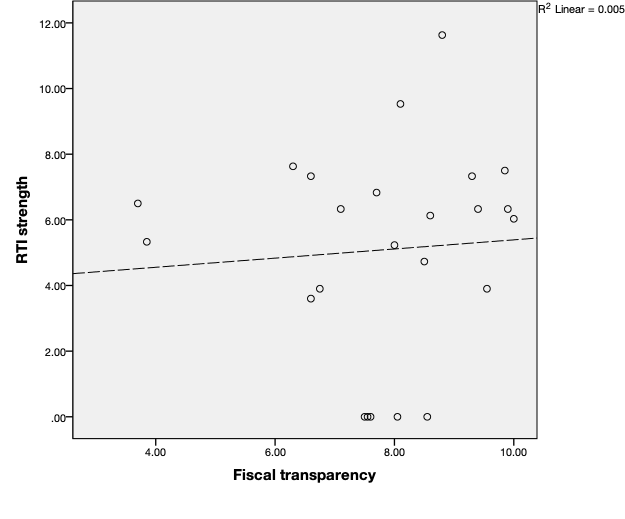 R2 Linear = 0.005
12.00
10.00
8.00
6.00
4.00
2.00
.00
RTI strength
4.00 6.00 8.00 10.00
Fiscal transparency